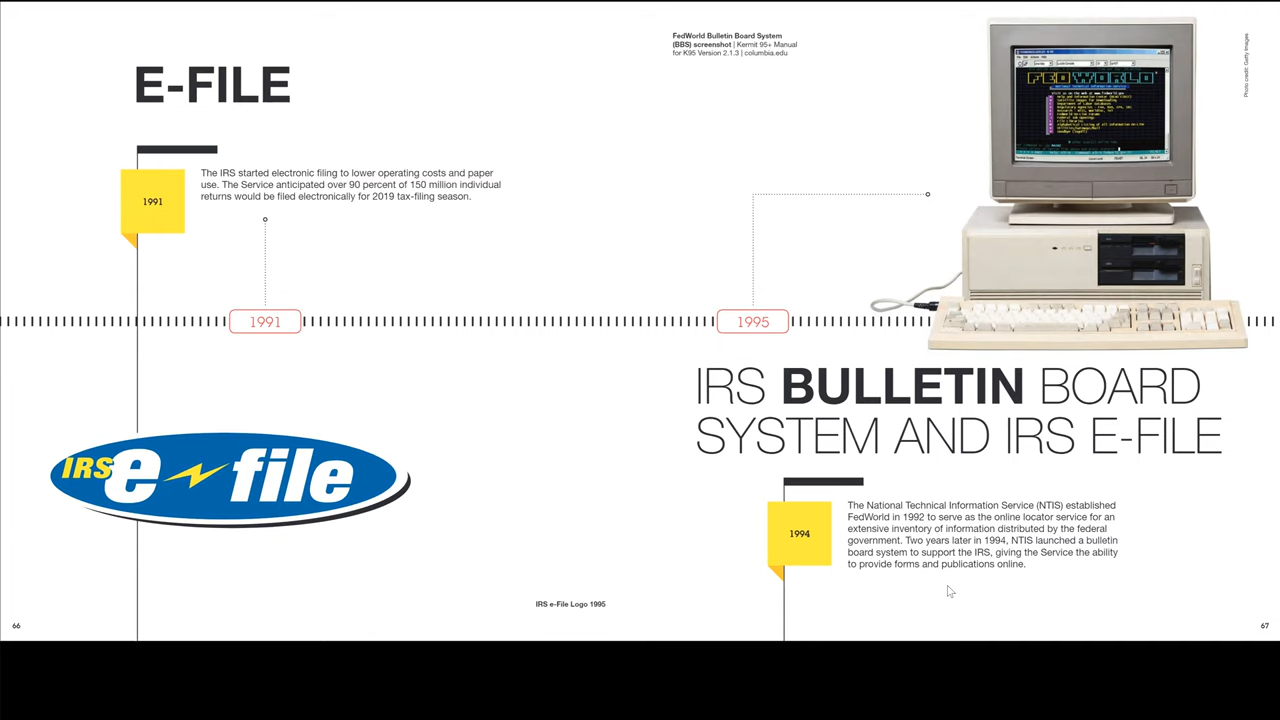 E-FILE
1991
The IRS started electronic filing to lower operating costs and paper
use. The Service anticipated over 90 percent of 150 million individual
returns would be filed electronically for 2019 tax-filing season.
1991
IRS e file
IRS e-File Logo 1995
66
FedWorld Bulletin Board System
(BBS) screenshot | Kermit 95+ Manual
for K95 Version 2.1.3 | columbia.edu
Photo credit: Getty Images
FEDWORLD
National Technical Information Service
1995
IRS BULLETIN BOARD
SYSTEM AND IRS E-FILE
1994
The National Technical Information Service (NTIS) established
FedWorld in 1992 to serve as the online locator service for an
extensive inventory of information distributed by the federal
government. Two years later in 1994, NTIS launched a bulletin
board system to support the IRS, giving the Service the ability
to provide forms and publications online.
67